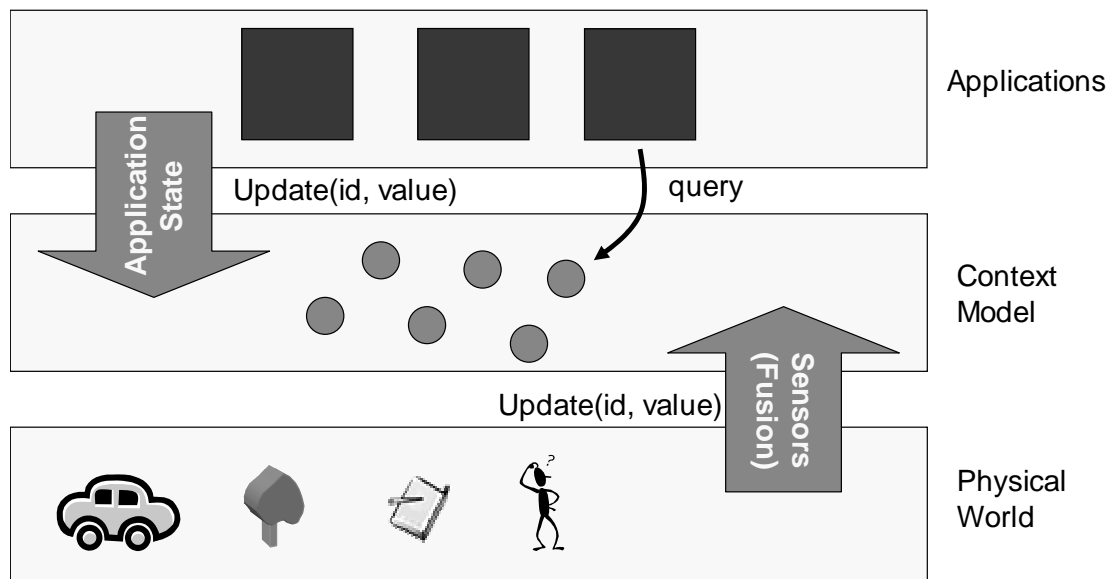 Applications
Application
State
Update(id, value)
query
Context
Model
Sensors
(Fusion)
Update(id, value)
?
Physical
World